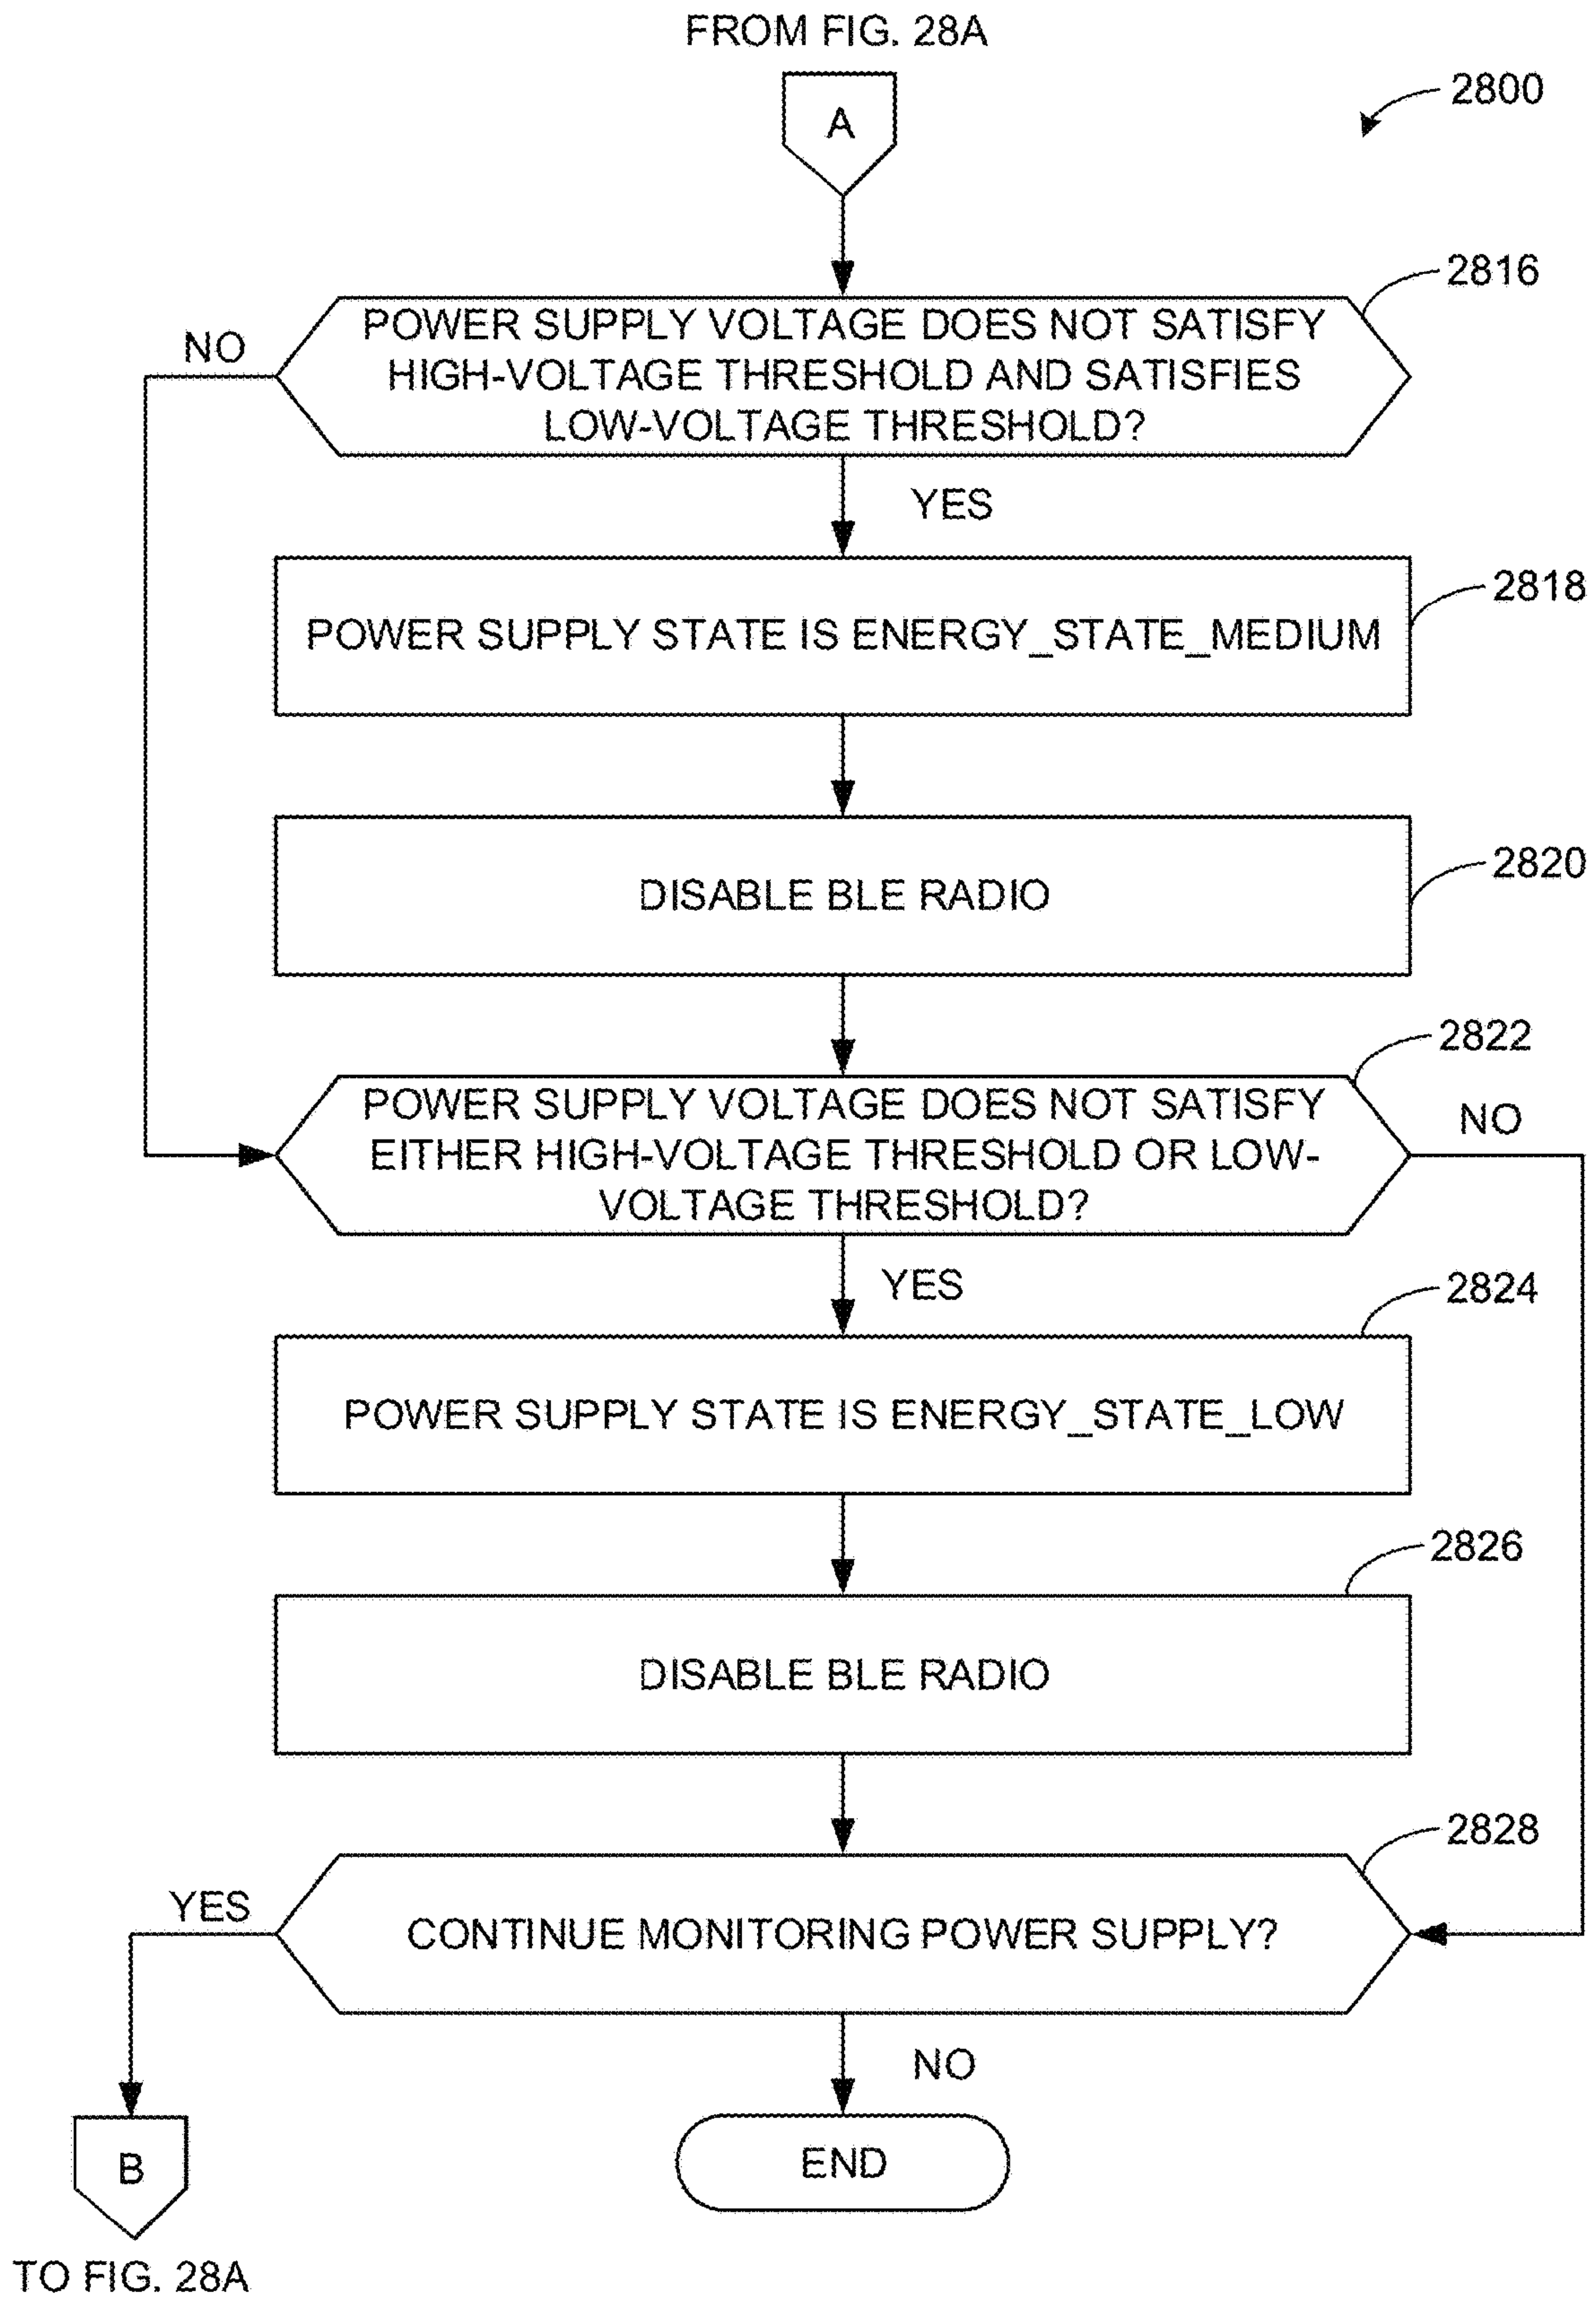 FROM FIG. 28A
A
2800
2816
NO
POWER SUPPLY VOLTAGE DOES NOT SATISFY
HIGH-VOLTAGE THRESHOLD AND SATISFIES
LOW-VOLTAGE THRESHOLD?
YES
2818
POWER SUPPLY STATE IS ENERGY_STATE_MEDIUM
2820
DISABLE BLE RADIO
2822
POWER SUPPLY VOLTAGE DOES NOT SATISFY
EITHER HIGH-VOLTAGE THRESHOLD OR LOW-
VOLTAGE THRESHOLD?
NO
YES
2824
POWER SUPPLY STATE IS ENERGY_STATE_LOW
2826
DISABLE BLE RADIO
2828
YES
CONTINUE MONITORING POWER SUPPLY?
NO
B
END
TO FIG. 28A